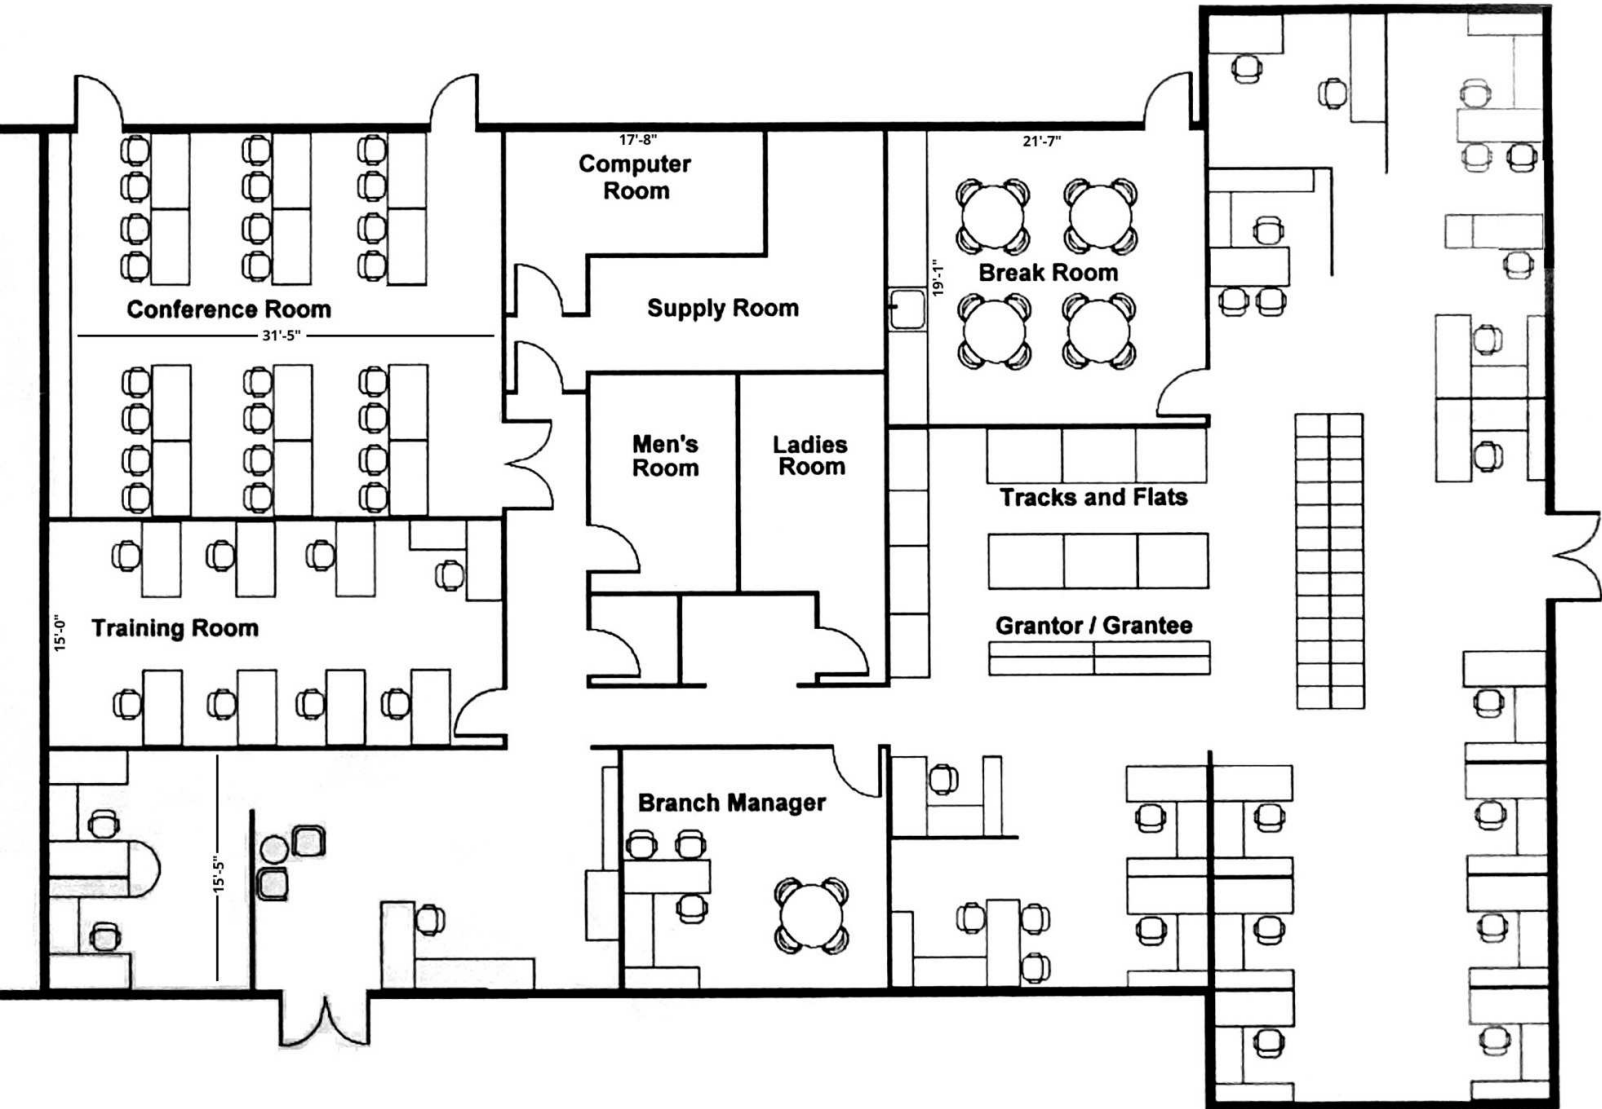 17'-8"
Computer
Room
21'-7"
Conference Room
31'-5"
Supply Room
19'-1"
Break Room
Men's
Room
Ladies
Room
Tracks and Flats
15'-0"
Training Room
Grantor / Grantee
15'-5"
Branch Manager